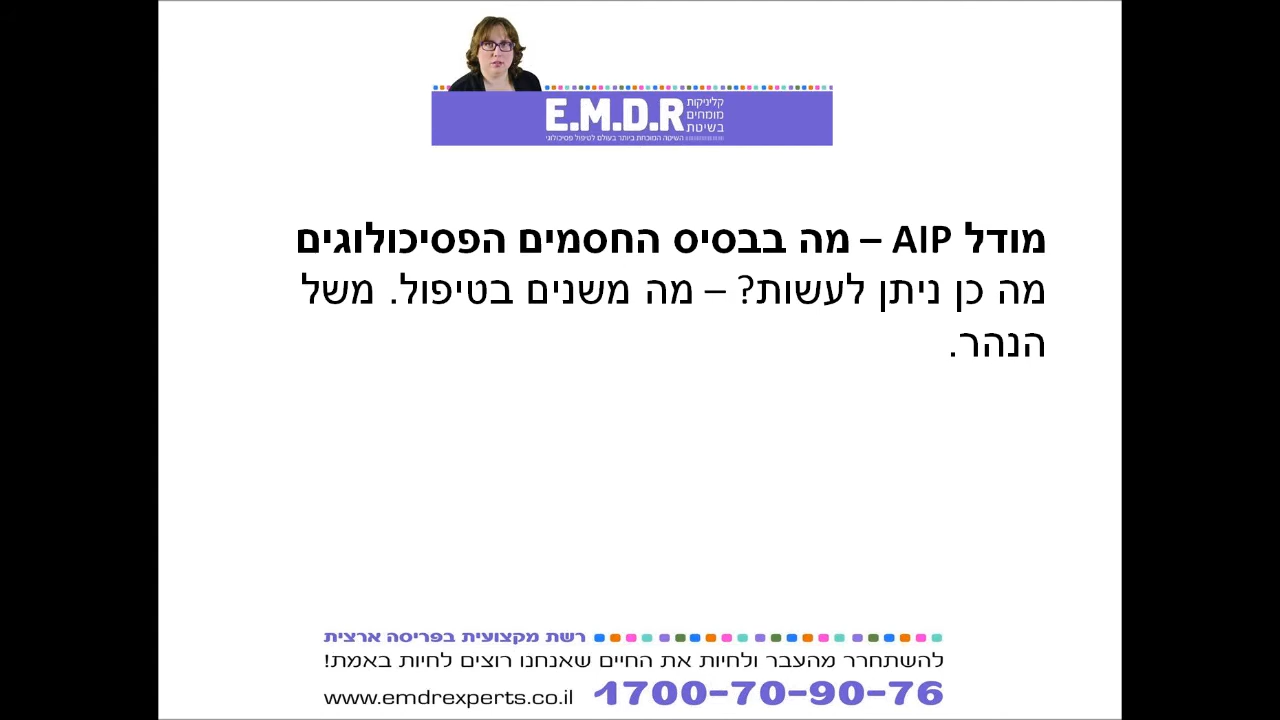 E.M.D.R
קליניקות
מומחים
בשיטת
השיטה המוכחת ביותר בעולם לטיפול פסיכולוגי
מודל AIP – מה בבסיס החסמים הפסיכולוגים
מה כן ניתן לעשות? – מה משנים בטיפול. משל
הנהר.
רשת מקצועית בפריסה ארצית
להשתחרר מהעבר ולחיות את החיים שאנחנו רוצים לחיות באמת!
1700-70-90-76 www.emdrexperts.co.il